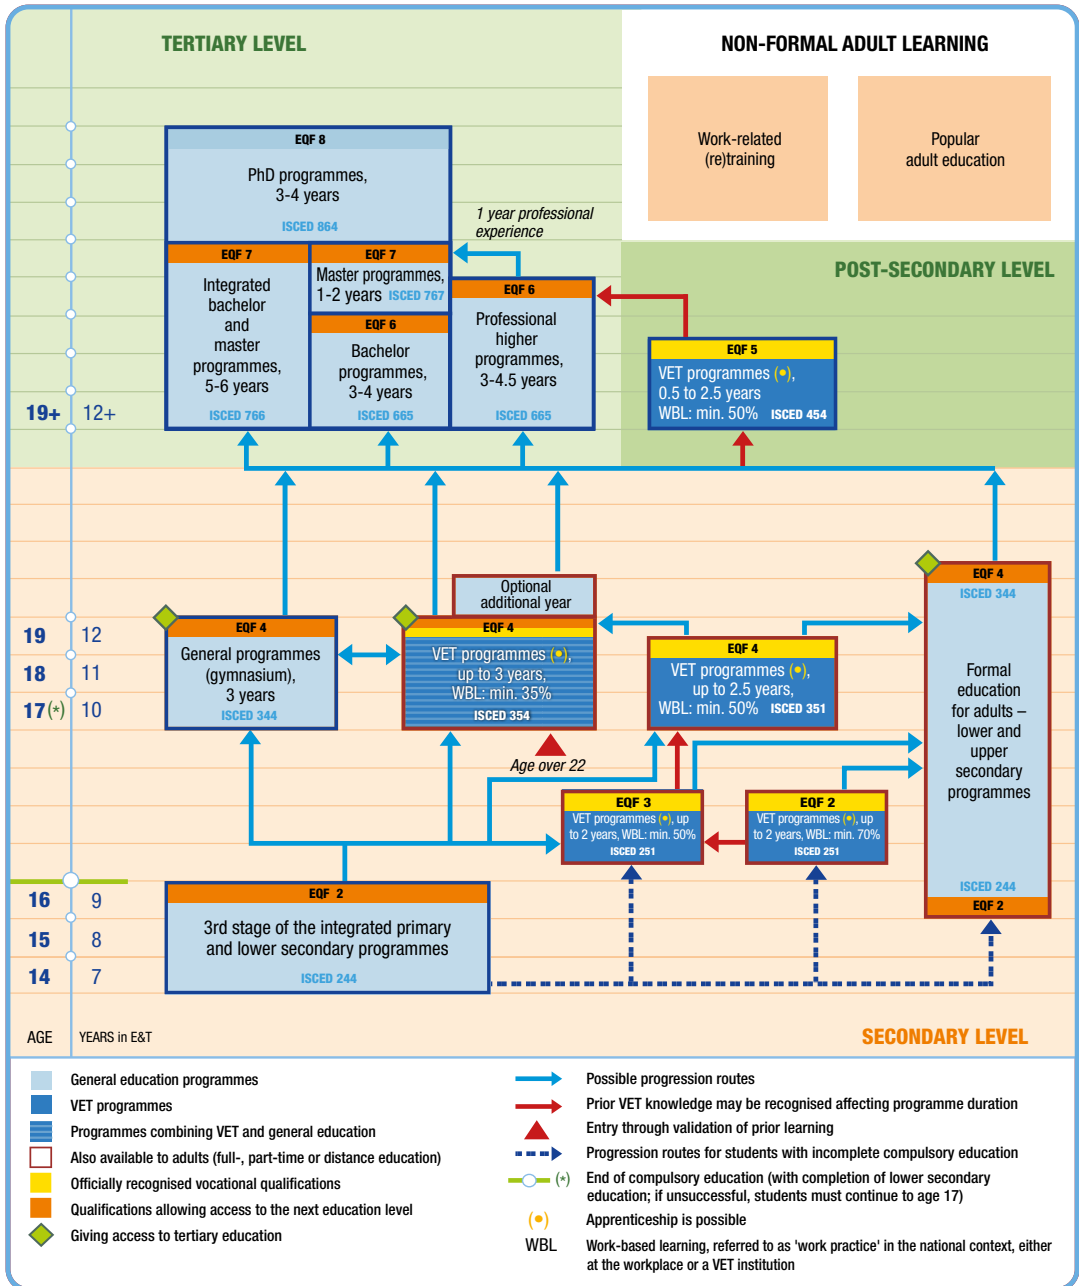 TERTIARY LEVEL
NON-FORMAL ADULT LEARNING
Work-related
(re)training
Popular
adult education
EQF 8
PhD programmes,
3-4 years
ISCED 864
1 year professional
experience
POST-SECONDARY LEVEL
EQF 7
Integrated
bachelor
and
master
programmes,
5-6 years
ISCED 766
EQF 7
Master programmes,
1-2 years ISCED 767
EQF 6
Bachelor
programmes,
3-4 years
ISCED 665
EQF 6
Professional
higher
programmes,
3-4.5 years
ISCED 665
EQF 5
VET programmes (•),
0.5 to 2.5 years
WBL: min. 50% ISCED 454
19+ 12+
Optional
additional year
19 12
18 11
17(*) 10
EQF 4
General programmes
(gymnasium),
3 years
ISCED 344
EQF 4
VET programmes (•),
up to 3 years,
WBL: min. 35%
ISCED 354
Age over 22
EQF 4
VET programmes (•),
up to 2.5 years,
WBL: min. 50% ISCED 351
EQF 4
ISCED 344
Formal
education
for adults –
lower and
upper
secondary
programmes
ISCED 244
EQF 2
EQF 3
VET programmes (•), up
to 2 years, WBL: min. 50%
ISCED 251
EQF 2
VET programmes (•), up
to 2 years, WBL: min. 70%
ISCED 251
16 9
15 8
14 7
EQF 2
3rd stage of the integrated primary
and lower secondary programmes
ISCED 244
AGE YEARS in E&T
SECONDARY LEVEL
General education programmes
VET programmes
Programmes combining VET and general education
Also available to adults (full-, part-time or distance education)
Officially recognised vocational qualifications
Qualifications allowing access to the next education level
Giving access to tertiary education
Possible progression routes
Prior VET knowledge may be recognised affecting programme duration
Entry through validation of prior learning
Progression routes for students with incomplete compulsory education
(*) End of compulsory education (with completion of lower secondary
education; if unsuccessful, students must continue to age 17)
(•) Apprenticeship is possible
WBL Work-based learning, referred to as 'work practice' in the national context, either
at the workplace or a VET institution